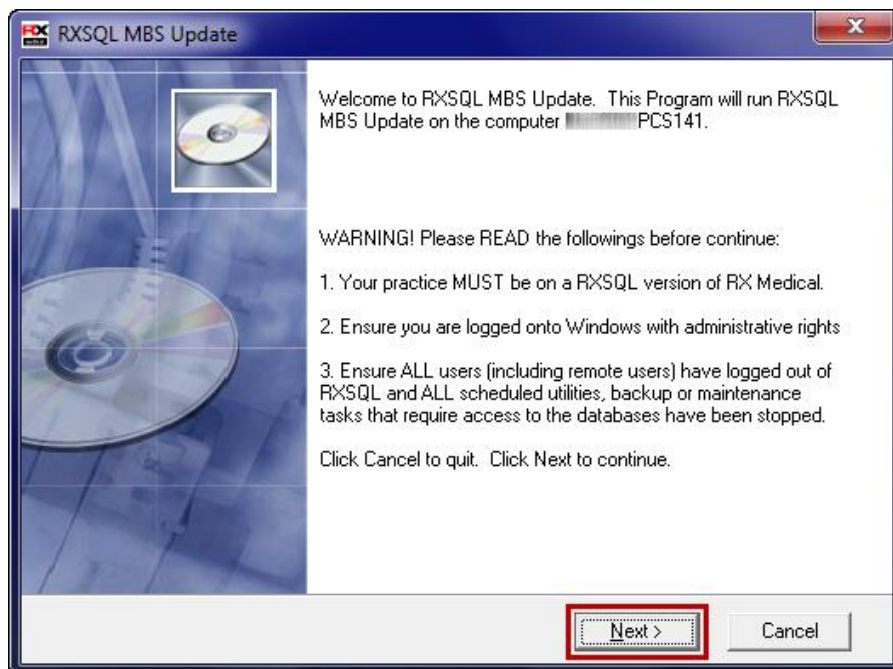 RX
RXSQL MBS Update
Welcome to RXSQL MBS Update. This Program will run RXSQL
MBS Update on the computer PCS141.
WARNING! Please READ the followings before continue:
1. Your practice MUST be on a RXSQL version of RX Medical.
2. Ensure you are logged onto Windows with administrative rights
3. Ensure ALL users (including remote users) have logged out of
RXSQL and ALL scheduled utilities, backup or maintenance
tasks that require access to the databases have been stopped.
Click Cancel to quit. Click Next to continue.
Next >
Cancel